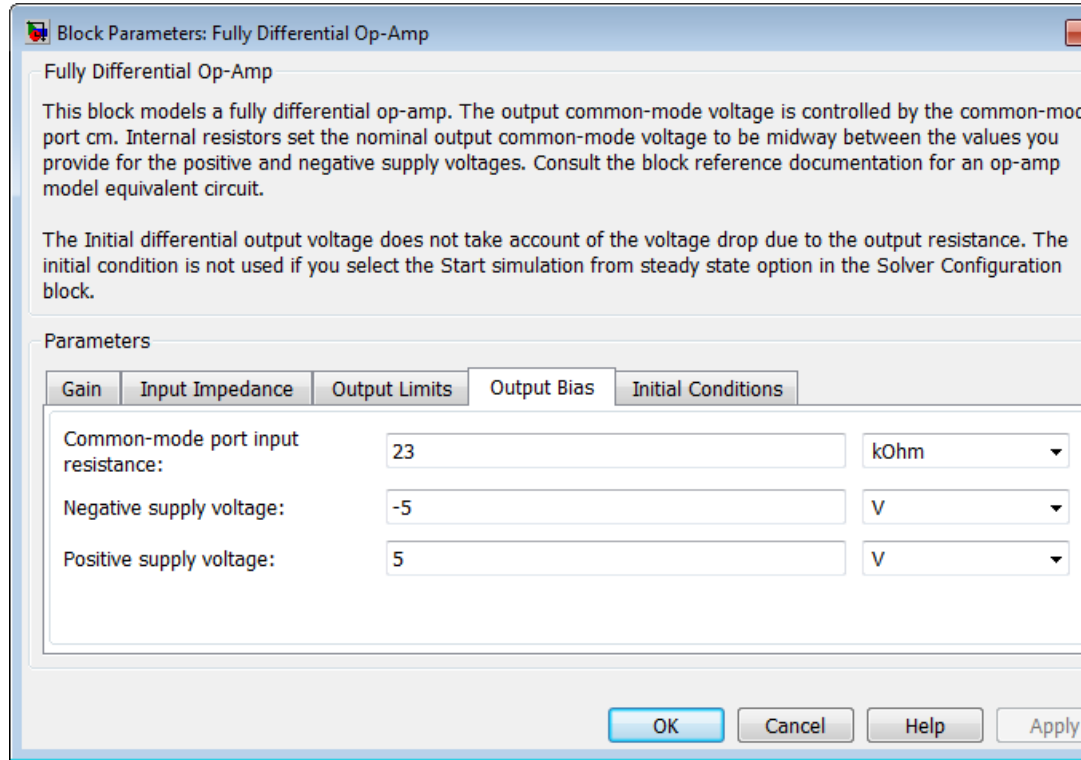 Block Parameters: Fully Differential Op-Amp
Fully Differential Op-Amp
This block models a fully differential op-amp. The output common-mode voltage is controlled by the common-mod
port cm. Internal resistors set the nominal output common-mode voltage to be midway between the values you
provide for the positive and negative supply voltages. Consult the block reference documentation for an op-amp
model equivalent circuit.
The Initial differential output voltage does not take account of the voltage drop due to the output resistance. The
initial condition is not used if you select the Start simulation from steady state option in the Solver Configuration
block.
Parameters
Gain Input Impedance Output Limits Output Bias Initial Conditions
Common-mode port input
resistance: 23 kOhm
Negative supply voltage: -5 V
Positive supply voltage: 5 V
OK Cancel Help Apply